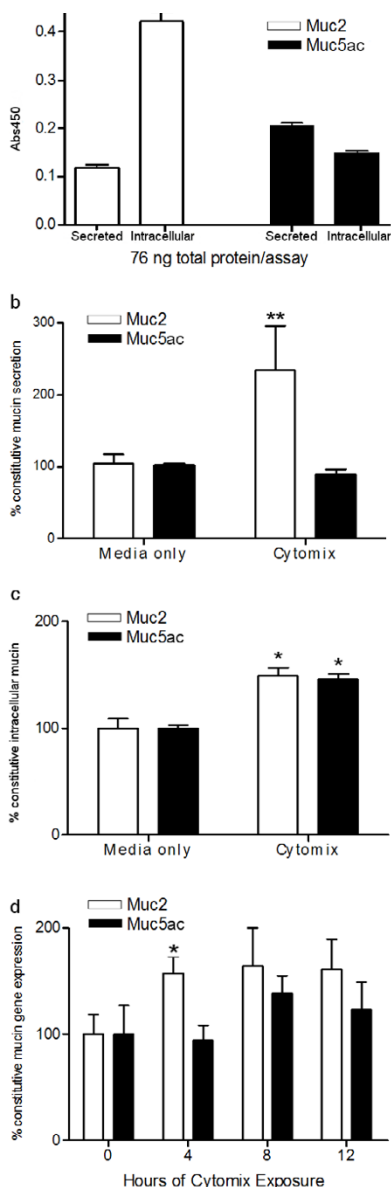 0.4
0.3
0.2
0.1
0.0
Abs450
Muc2
Muc5ac
Secreted Intracellular Secreted Intracellular
76 ng total protein/assay
b
300
200
100
0
% constitutive mucin secretion
Muc2
Muc5ac
**
Media only Cytomix
c
200
100
0
% constitutive intracellular mucin
Muc2
Muc5ac
* *
Media only Cytomix
d
200
100
0
% constitutive mucin gene expression
Muc2
Muc5ac
*
0 4 8 12
Hours of Cytomix Exposure